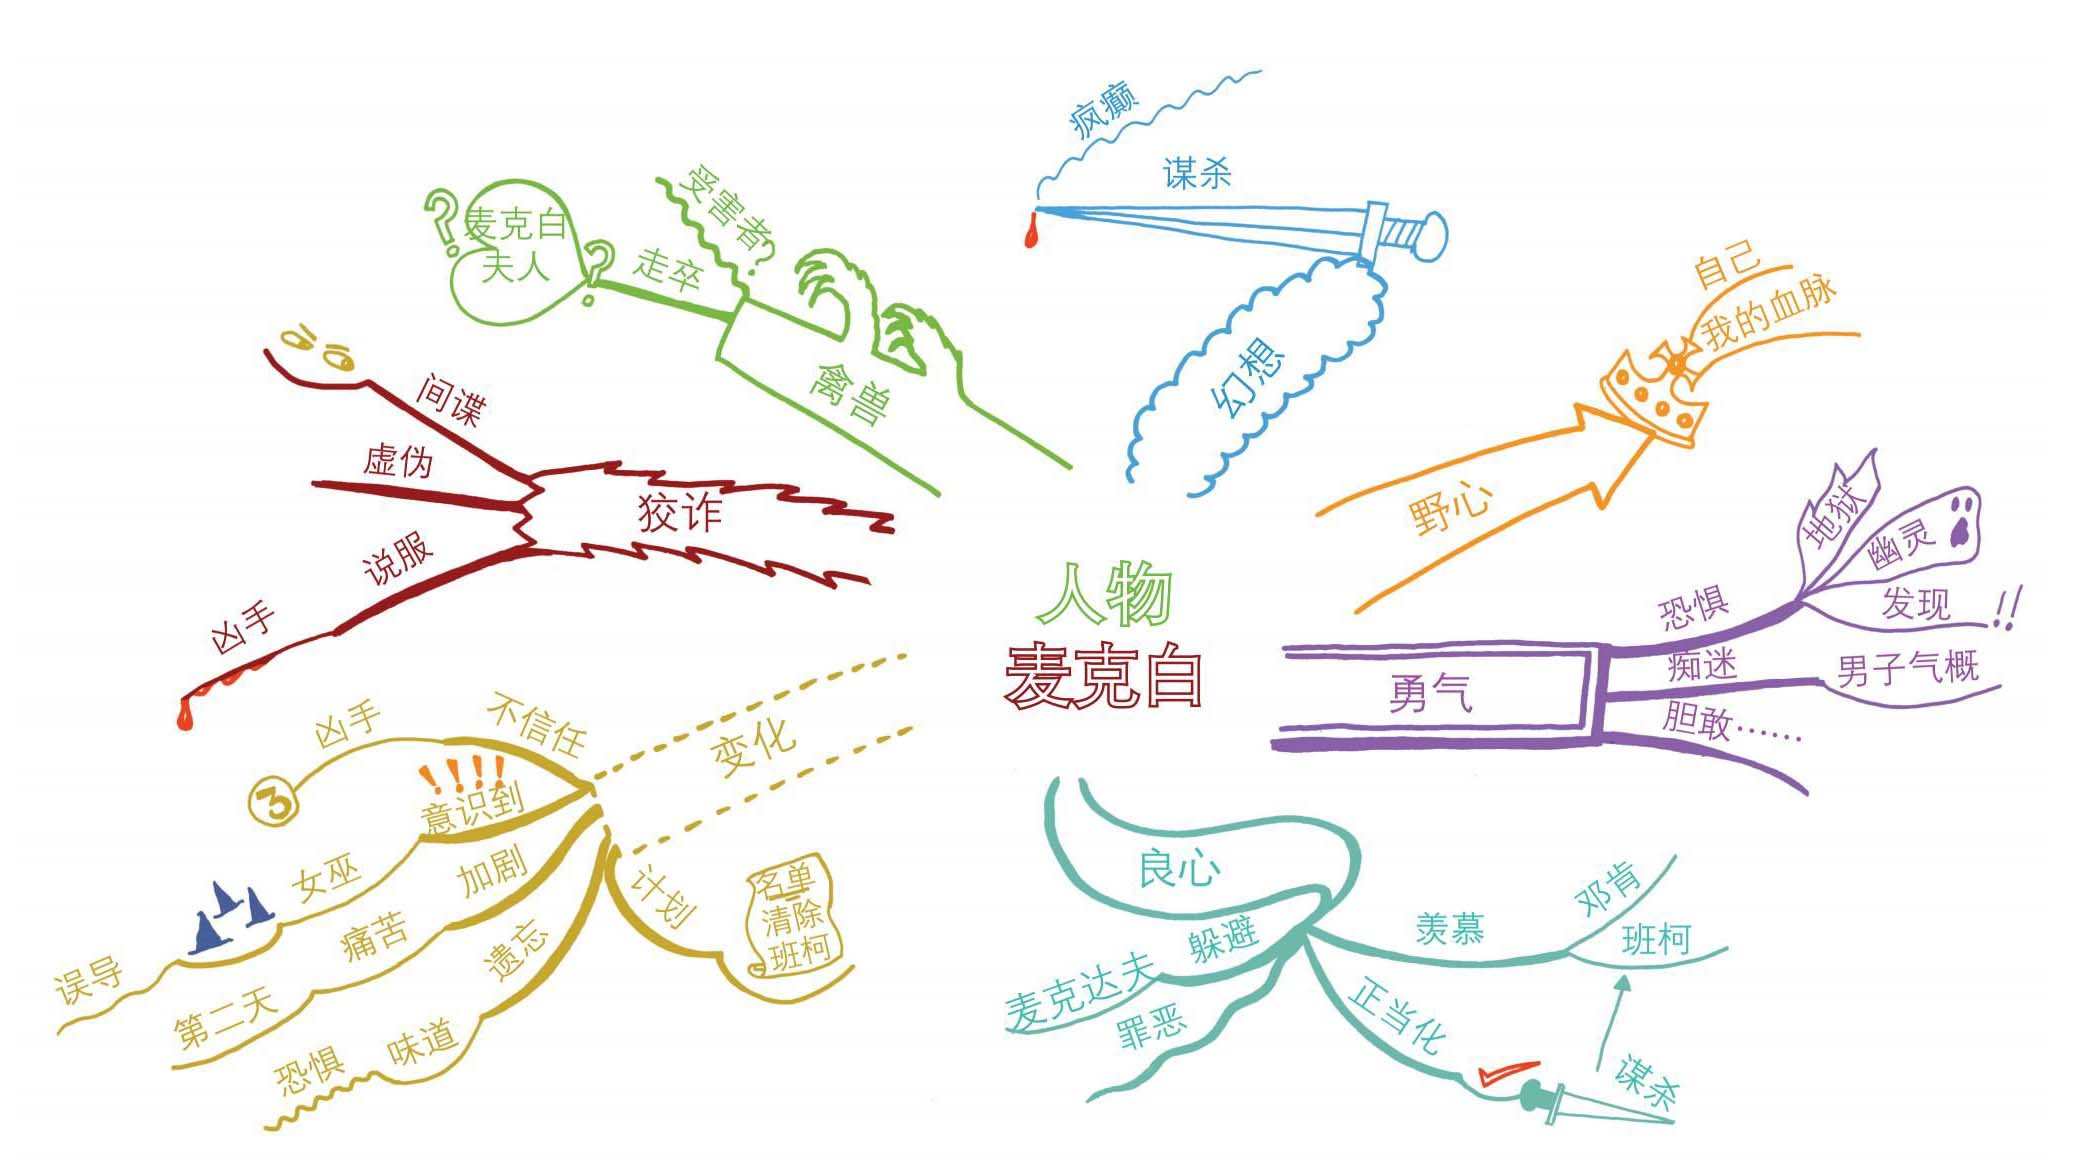 人物
麦克白
幻想
谋杀
疯癫
野心
自己
我的血脉
勇气
恐惧
地狱
幽灵
发现 !!
痴迷
男子气概
胆敢……
良心
羡慕
邓肯
班柯
正当化
谋杀
罪恶
躲避
麦克达夫
变化
计划
名单
清除
班柯
遗忘
味道
恐惧
加剧
痛苦
第二天
!!!!
意识到
女巫
误导
不信任
凶手
3
狡诈
说服
凶手
虚伪
间谍
禽兽
走卒
?
麦克白
夫人
?
受害者?